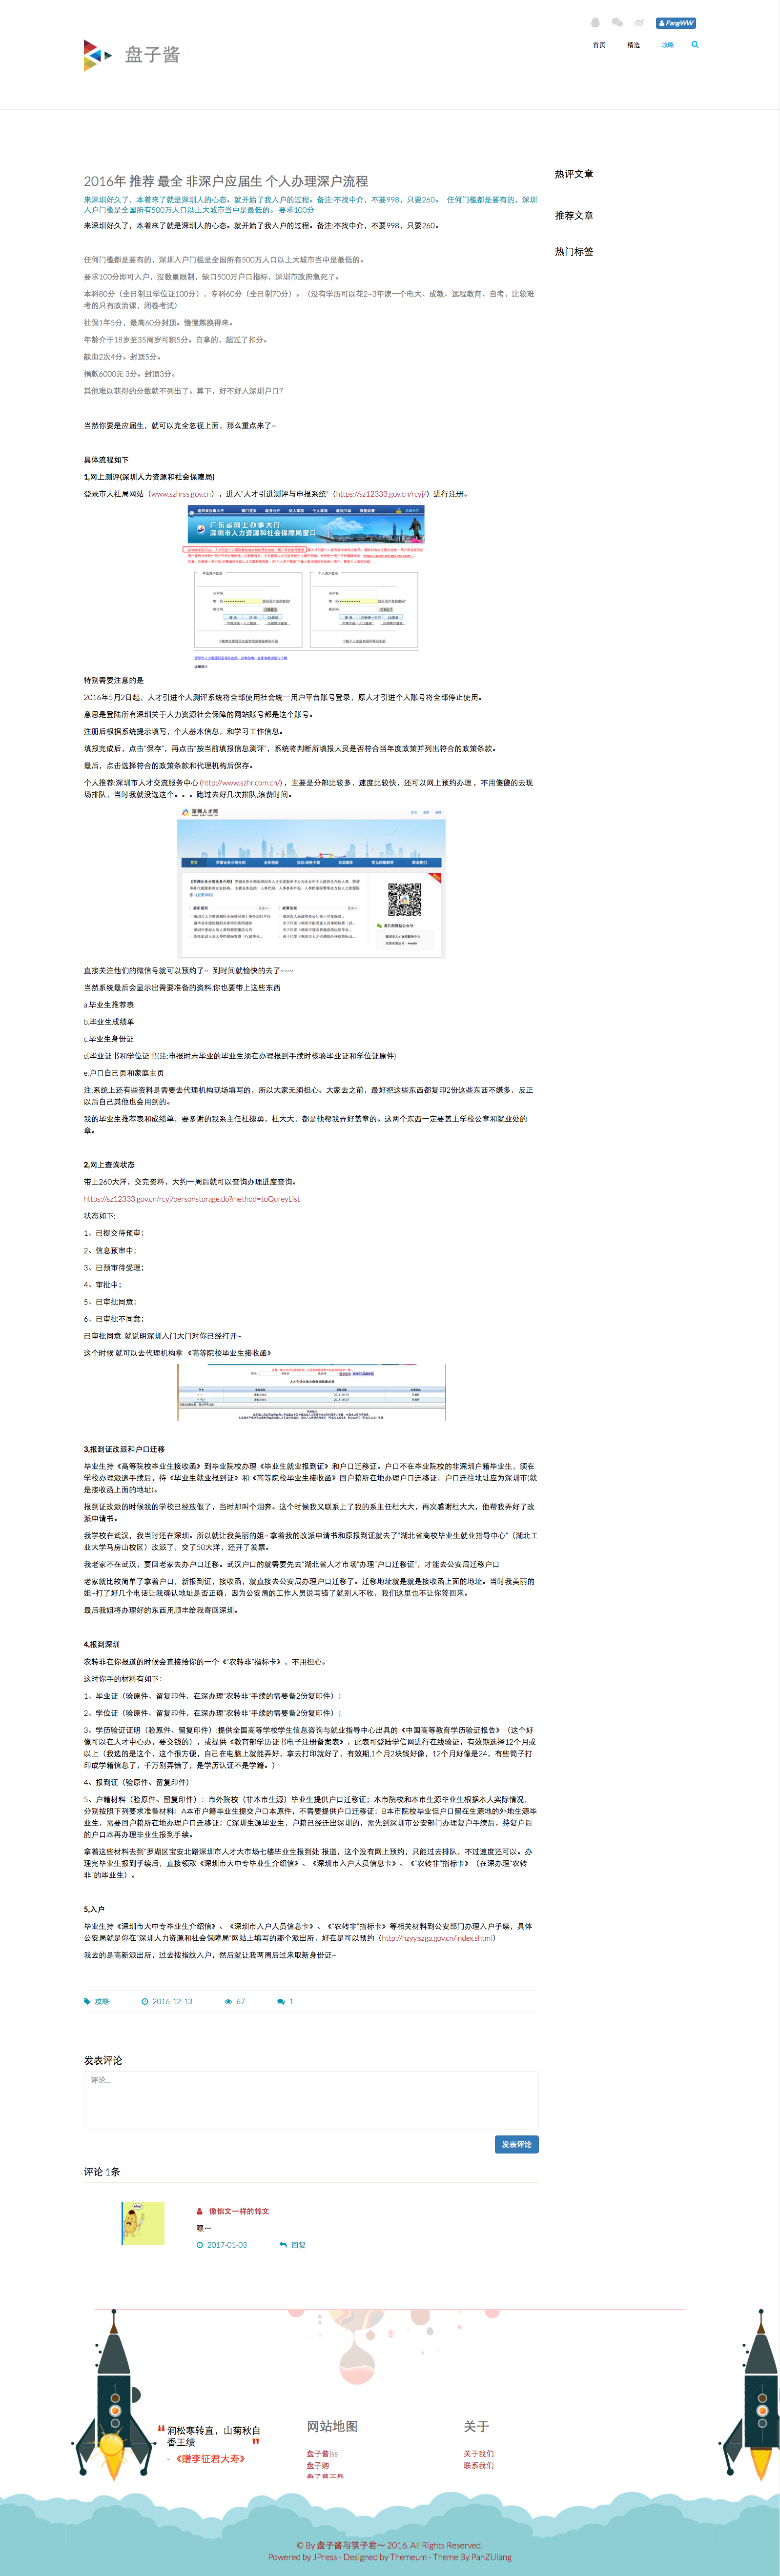 FangWW
盘子酱
首页
精选
攻略
2016年 推荐 最全 非深户应届生 个人办理深户流程
来深圳好久了，本着来了就是深圳人的心态。就开始了我入户的过程。备注:不找中介，不要998，只要260。 任何门槛都是要有的，深圳
入户门槛是全国所有500万人口以上大城市当中是最低的。 要求100分
来深圳好久了，本着来了就是深圳人的心态。就开始了我入户的过程。备注:不找中介，不要998，只要260。
热评文章
推荐文章
热门标签
任何门槛都是要有的，深圳入户门槛是全国所有500万人口以上大城市当中是最低的。
要求100分即可入户，没数量限制，缺口500万户口指标，深圳市政府急死了。
本科80分（全日制且学位证100分），专科60分（全日制70分）。（没有学历可以花2~3年读一个电大、成教、远程教育、自考，比较难
考的只有政治课，闭卷考试）
社保1年5分，最高60分封顶。慢慢熬换得来。
年龄介于18岁至35周岁可积5分。白拿的，超过了扣分。
献血2次4分。封顶5分。
捐款6000元 3分。封顶3分。
其他难以获得的分数就不列出了。算下，好不好入深圳户口?
当然你要是应届生，就可以完全忽视上面，那么重点来了~
具体流程如下
1,网上测评(深圳人力资源和社会保障局)
登录市人社局网站（www.szhrss.gov.cn），进入"人才引进测评与申报系统"（https://sz12333.gov.cn/rcyj/）进行注册。
广东省网上办事大厅
深圳市人力资源和社会保障局窗口
特别需要注意的是
2016年5月2日起，人才引进个人测评系统将全部使用社会统一用户平台账号登录，原人才引进个人账号将全部停止使用。
意思是登陆所有深圳关于人力资源社会保障的网站账号都是这个账号。
注册后根据系统提示填写，个人基本信息，和学习工作信息。
填报完成后，点击"保存"，再点击"按当前填报信息测评"，系统将判断所填报人员是否符合当年度政策并列出符合的政策条款。
最后，点击选择符合的政策条款和代理机构后保存。
个人推荐:深圳市人才交流服务中心 (http://www.szhr.com.cn/) ，主要是分部比较多，速度比较快，还可以网上预约办理 ，不用傻傻的去现
场排队，当时我就没选这个。。。跑过去好几次排队,浪费时间。
深圳人才网
直接关注他们的微信号就可以预约了~ 到时间就愉快的去了~~~
当然系统最后会显示出需要准备的资料,你也要带上这些东西
a.毕业生推荐表
b.毕业生成绩单
c.毕业生身份证
d.毕业证书和学位证书(注:申报时未毕业的毕业生须在办理报到手续时核验毕业证和学位证原件)
e.户口自己页和家庭主页
注:系统上还有些资料是需要去代理机构现场填写的，所以大家无须担心。大家去之前，最好把这些东西都复印2份这些东西不嫌多，反正
以后自己其他也会用到的。
我的毕业生推荐表和成绩单，要多谢的我系主任杜捷勇，杜大大，都是他帮我弄好盖章的。这两个东西一定要盖上学校公章和就业处的
章。
2,网上查询状态
带上260大洋，交完资料，大约一周后就可以查询办理进度查询。
https://sz12333.gov.cn/rcyj/personstorage.do?method=toQureyList
状态如下:
1、已提交待预审；
2、信息预审中；
3、已预审待受理；
4、审批中；
5、已审批同意；
6、已审批不同意；
已审批同意 就说明深圳入门大门对你已经打开~
这个时候 就可以去代理机构拿 《高等院校毕业生接收函》
3,报到证改派和户口迁移
毕业生持《高等院校毕业生接收函》到毕业院校办理《毕业生就业报到证》和户口迁移证。户口不在毕业院校的非深圳户籍毕业生，须在
学校办理派遣手续后，持《毕业生就业报到证》和《高等院校毕业生接收函》回户籍所在地办理户口迁移证，户口迁往地址应为深圳市(就
是接收函上面的地址)。
报到证改派的时候我的学校已经放假了，当时那叫个泪奔。这个时候我又联系上了我的系主任杜大大，再次感谢杜大大，他帮我弄好了改
派申请书。
我学校在武汉，我当时还在深圳。所以就让我美丽的姐~ 拿着我的改派申请书和原报到证就去了"湖北省高校毕业生就业指导中心"（湖北工
业大学马房山校区）改派了，交了50大洋，还开了发票。
我老家不在武汉，要回老家去办户口迁移。武汉户口的就需要先去"湖北省人才市场"办理"户口迁移证"，才能去公安局迁移户口
老家就比较简单了拿着户口，新报到证，接收函，就直接去公安局办理户口迁移了。迁移地址就是就是接收函上面的地址。当时我美丽的
姐~打了好几个电话让我确认地址是否正确，因为公安局的工作人员说写错了就别人不收，我们这里也不让你签回来。
最后我姐将办理好的东西用顺丰给我寄回深圳。
4,报到深圳
农转非在你报道的时候会直接给你的一个《"农转非"指标卡》，不用担心。
这时你手的材料有如下：
1、毕业证（验原件、留复印件，在深办理"农转非"手续的需要备2份复印件）；
2、学位证（验原件、留复印件，在深办理"农转非"手续的需要备2份复印件）；
3、学历验证证明（验原件、留复印件）:提供全国高等学校学生信息咨询与就业指导中心出具的《中国高等教育学历验证报告》（这个好
像可以在人才中心办，要交钱的），或提供《教育部学历证书电子注册备案表》，此表可登陆学信网进行在线验证，有效期选择12个月或
以上（我选的是这个，这个很方便，自己在电脑上就能弄好，拿去打印就好了，有效期,1个月2块钱好像，12个月好像是24，有些筒子打
印成学籍信息了，千万别弄错了，是学历认证不是学籍。）
4、报到证（验原件、留复印件）
5、户籍材料（验原件、留复印件）：市外院校（非本市生源）毕业生提供户口迁移证；本市院校和本市生源毕业生根据本人实际情况，
分别按照下列要求准备材料：A本市户籍毕业生提交户口本原件，不需要提供户口迁移证；B本市院校毕业但户口留在生源地的外地生源毕
业生，需要回户籍所在地办理户口迁移证；C深圳生源毕业生，户籍已经迁出深圳的，需先到深圳市公安部门办理复户手续后，持复户后
的户口本再办理毕业生报到手续。
拿着这些材料去到"罗湖区宝安北路深圳市人才大市场七楼毕业生报到处"报道，这个没有网上预约，只能过去排队，不过速度还可以。办
理完毕业生报到手续后，直接领取《深圳市大中专毕业生介绍信》、《深圳市入户人员信息卡》、《"农转非"指标卡》（在深办理"农转
非"的毕业生）。
5,入户
毕业生持《深圳市大中专毕业生介绍信》、《深圳市入户人员信息卡》、《"农转非"指标卡》等相关材料到公安部门办理入户手续，具体
公安局就是你在"深圳人力资源和社会保障局"网站上填写的那个派出所，好在是可以预约（http://hzyy.szga.gov.cn/index.shtml）
我去的是高新派出所，过去按指纹入户，然后就让我两周后过来取新身份证~
攻略 2016-12-13 67 1
发表评论
评论...
发表评论
评论 1条
像锦文一样的锦文
嘿～
2017-01-03 回复
涧松寒转直，山菊秋自
香王绩
- 《赠李征君大寿》
网站地图
盘子酱|ss
盘子购
关于
关于我们
联系我们
© By 盘子酱与筷子君～ 2016. All Rights Reserved.
Powered by JPress - Designed by Themeum - Theme By PanZiJiang